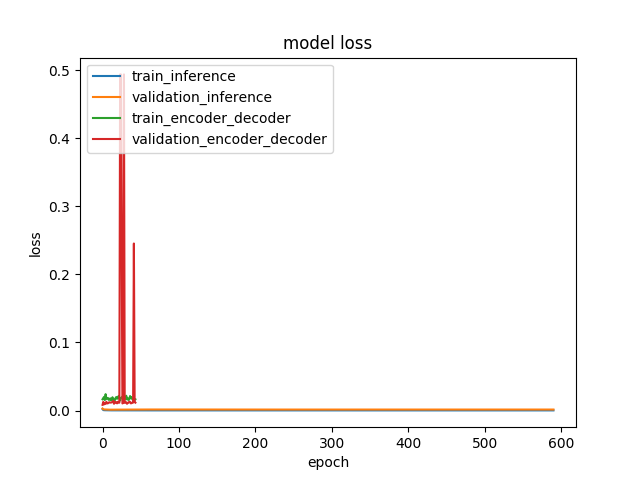 model loss
train_inference
validation_inference
train_encoder_decoder
validation_encoder_decoder
loss
0.5
0.4
0.3
0.2
0.1
0.0
0 100 200 300 400 500 600
epoch